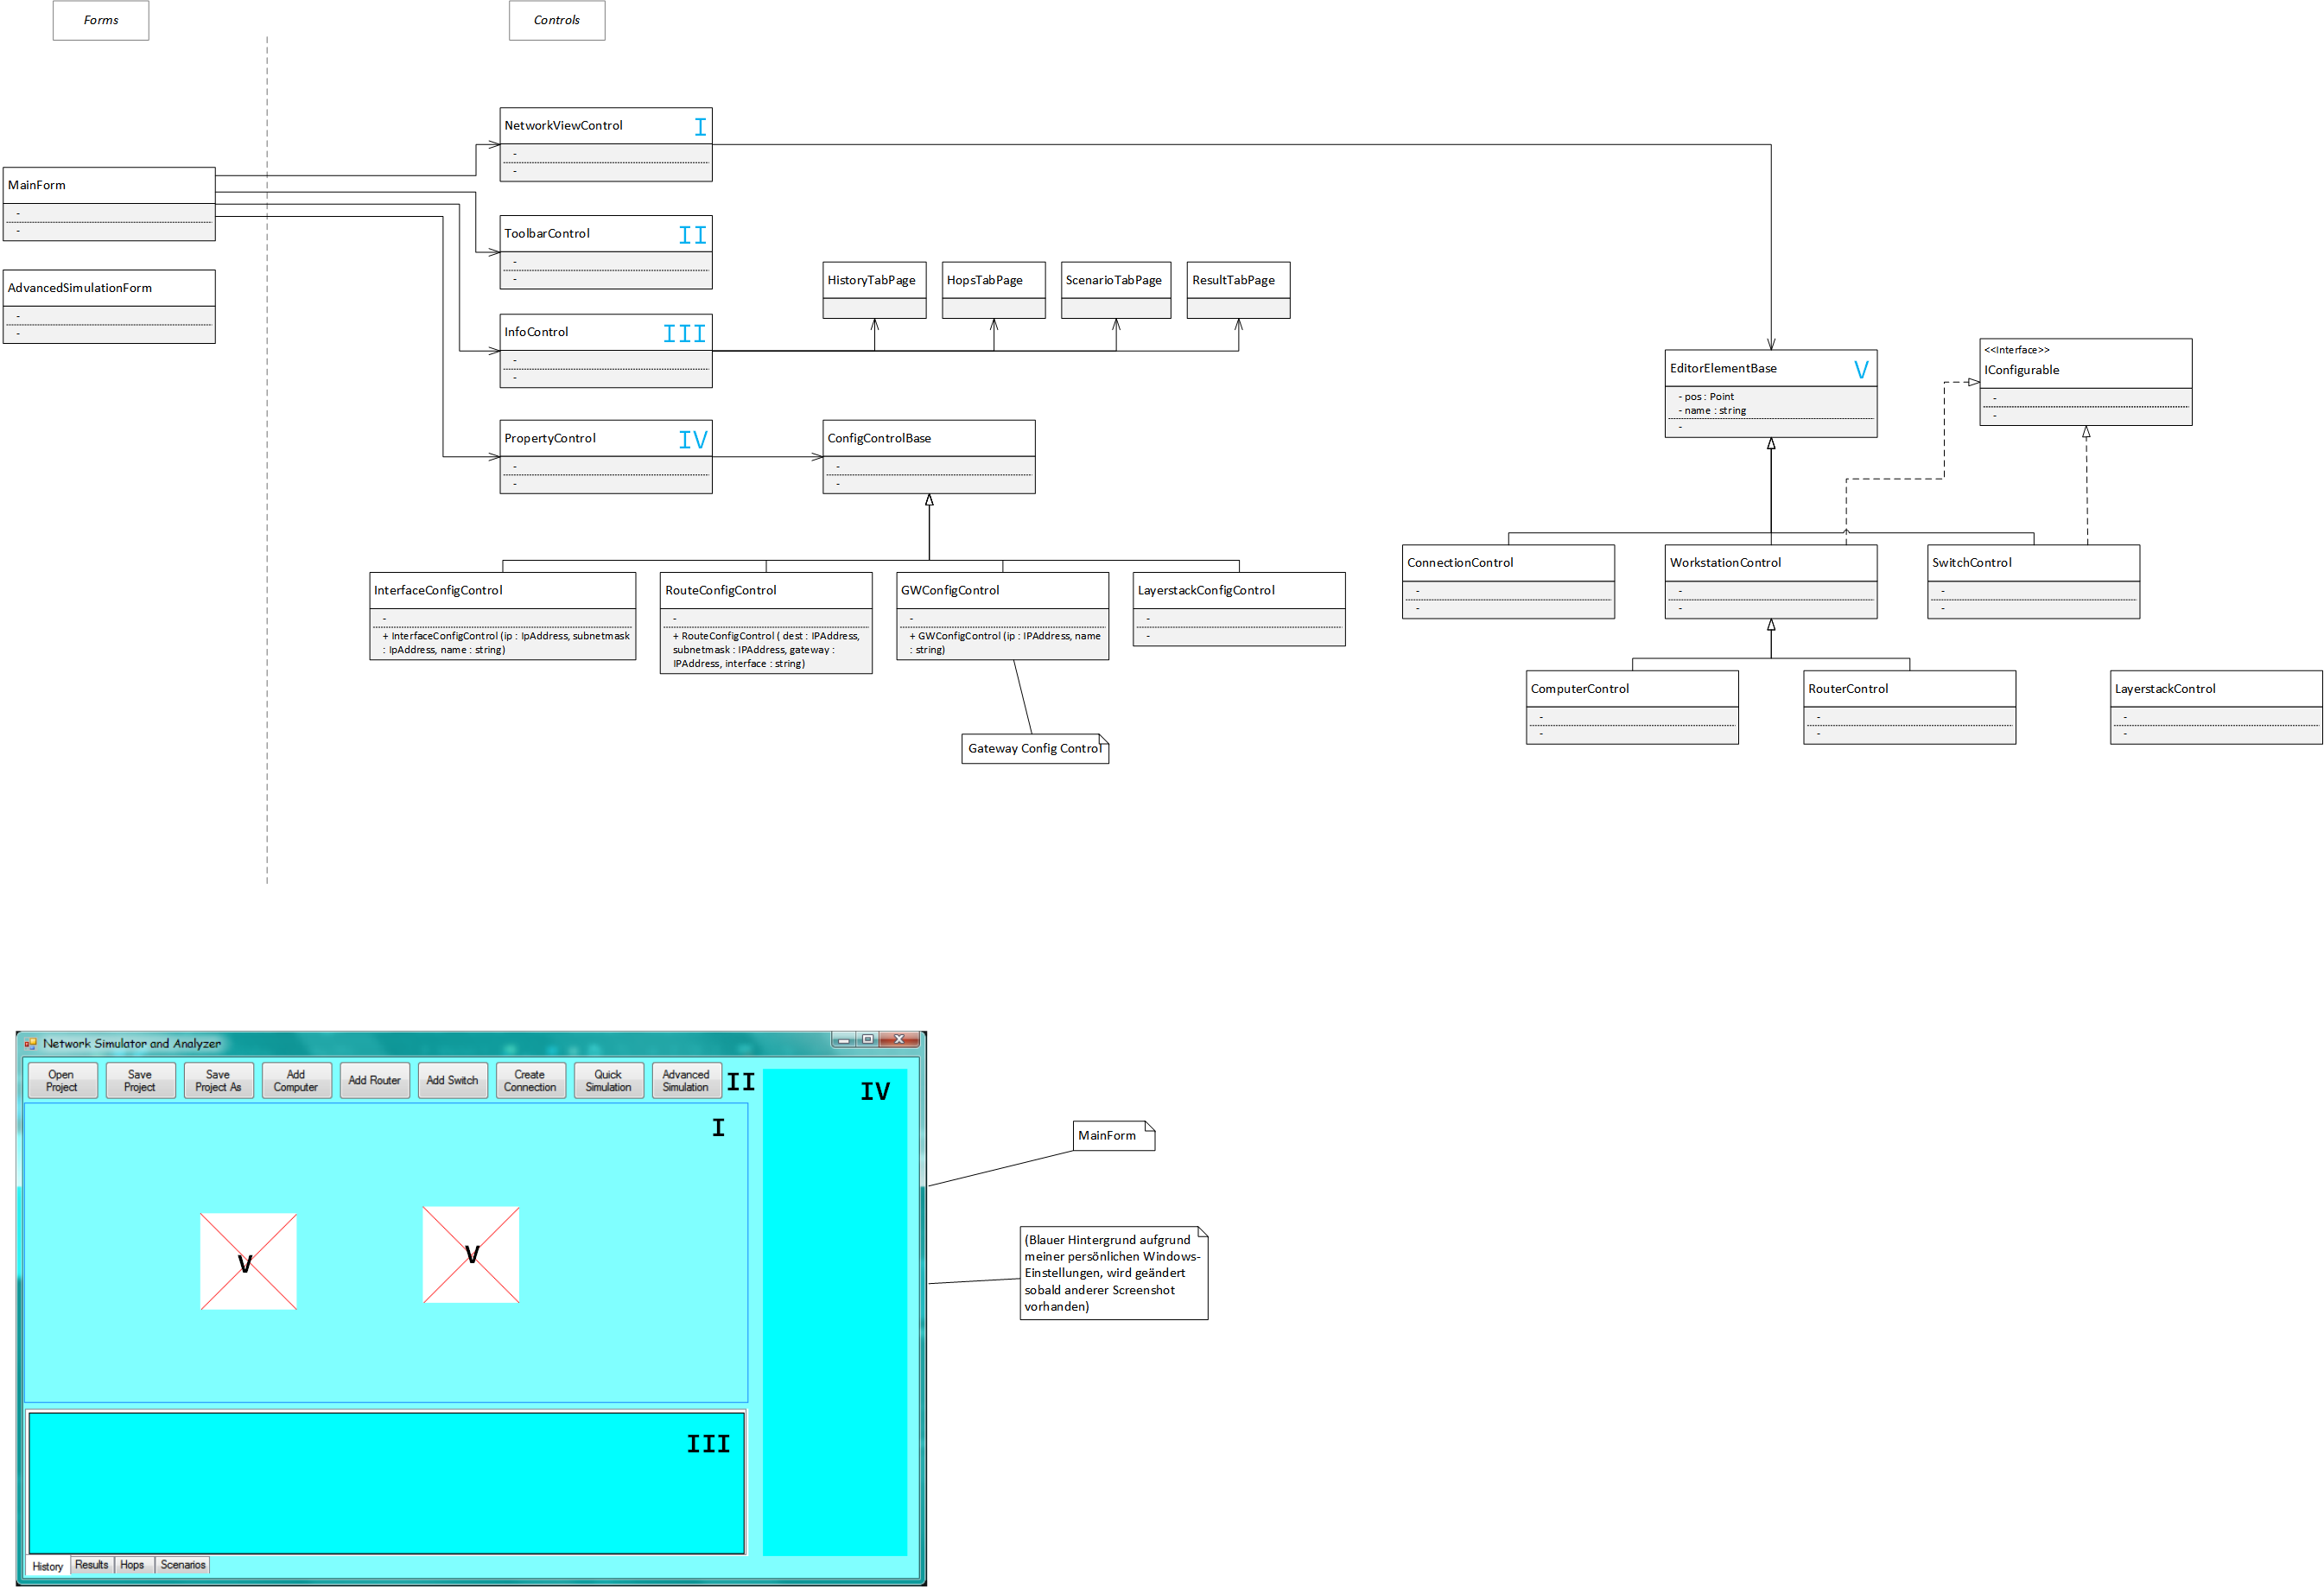 Forms
Controls
NetworkViewControl I
-
-
MainForm
-
-
ToolbarControl II
-
-
AdvancedSimulationForm
-
-
HistoryTabPage
HopsTabPage
ScenarioTabPage
ResultTabPage
InfoControl III
-
-
EditorElementBase V
- pos : Point
- name : string
-
<<Interface>>
IConfigurable
-
-
PropertyControl IV
-
-
ConfigControlBase
-
-
ConnectionControl
-
-
WorkstationControl
-
-
SwitchControl
-
-
InterfaceConfigControl
-
+ InterfaceConfigControl (ip : IpAddress, subnetmask
: IpAddress, name : string)
RouteConfigControl
-
+ RouteConfigControl ( dest : IPAddress,
subnetmask : IPAddress, gateway :
IPAddress, interface : string)
GWConfigControl
-
+ GWConfigControl (ip : IPAddress, name
: string)
LayerstackConfigControl
-
-
ComputerControl
-
-
RouterControl
-
-
LayerstackControl
-
-
Gateway Config Control
Network Simulator and Analyzer
Open
Project
Save
Project
Save
Project As
Add
Computer
Add Router
Add Switch
Create
Connection
Quick
Simulation
Advanced
Simulation
II
IV
I
V
V
III
History
Results
Hops
Scenarios
MainForm
(Blauer Hintergrund aufgrund
meiner persönlichen Windows-
Einstellungen, wird geändert
sobald anderer Screenshot
vorhanden)